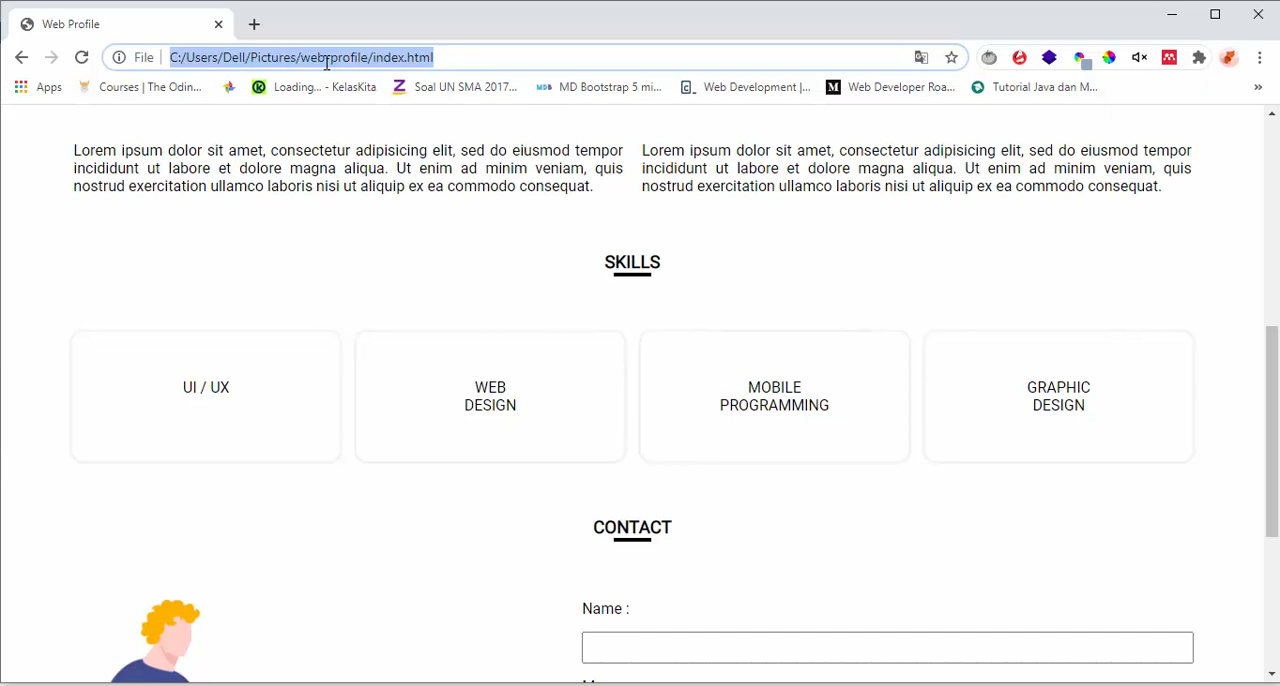 Web Profile
File
C:/Users/Dell/Pictures/web profile/index.html
Apps
Courses | The Odin...
Loading... - KelasKita
Soal UN SMA 2017...
MD Bootstrap 5 mi...
Web Development |...
Web Developer Roa...
Tutorial Java dan M...
Lorem ipsum dolor sit amet, consectetur adipisicing elit, sed do eiusmod tempor
incididunt ut labore et dolore magna aliqua. Ut enim ad minim veniam, quis
nostrud exercitation ullamco laboris nisi ut aliquip ex ea commodo consequat.
Lorem ipsum dolor sit amet, consectetur adipisicing elit, sed do eiusmod tempor
incididunt ut labore et dolore magna aliqua. Ut enim ad minim veniam, quis
nostrud exercitation ullamco laboris nisi ut aliquip ex ea commodo consequat.
SKILLS
UI / UX
WEB
DESIGN
MOBILE
PROGRAMMING
GRAPHIC
DESIGN
CONTACT
Name :